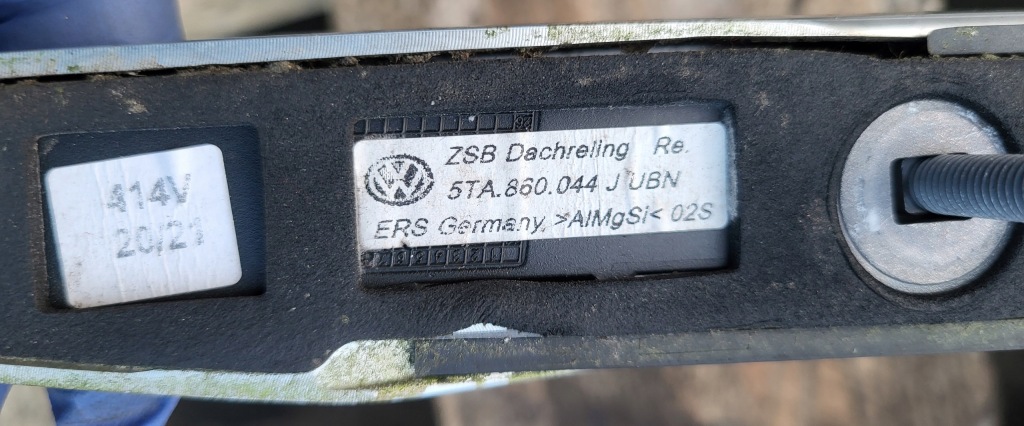 414V
20/21
ZSB Dachreling Re.
5TA.860.044 J UBN
ERS Germany, >AlMgSi< 02S